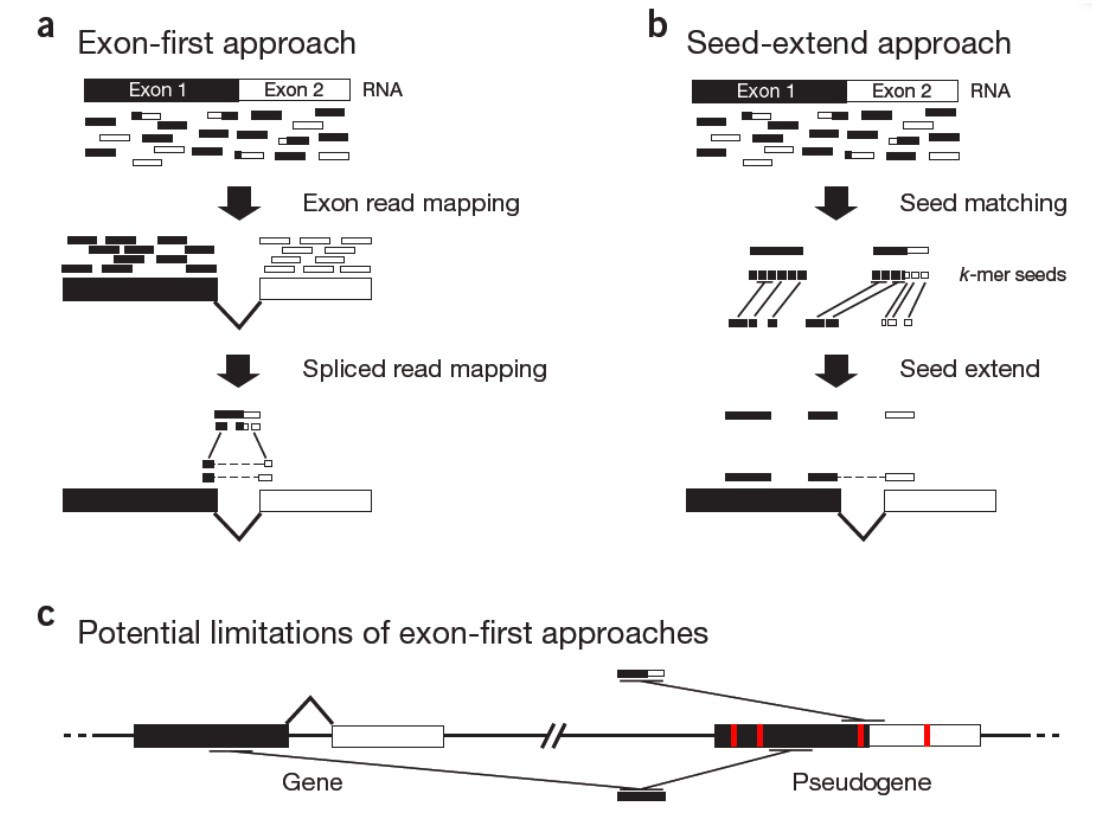 a
Exon-first approach
Exon 1
Exon 2
RNA
Exon read mapping
Spliced read mapping
b
Seed-extend approach
Exon 1
Exon 2
RNA
Seed matching
k-mer seeds
Seed extend
c
Potential limitations of exon-first approaches
Gene
Pseudogene